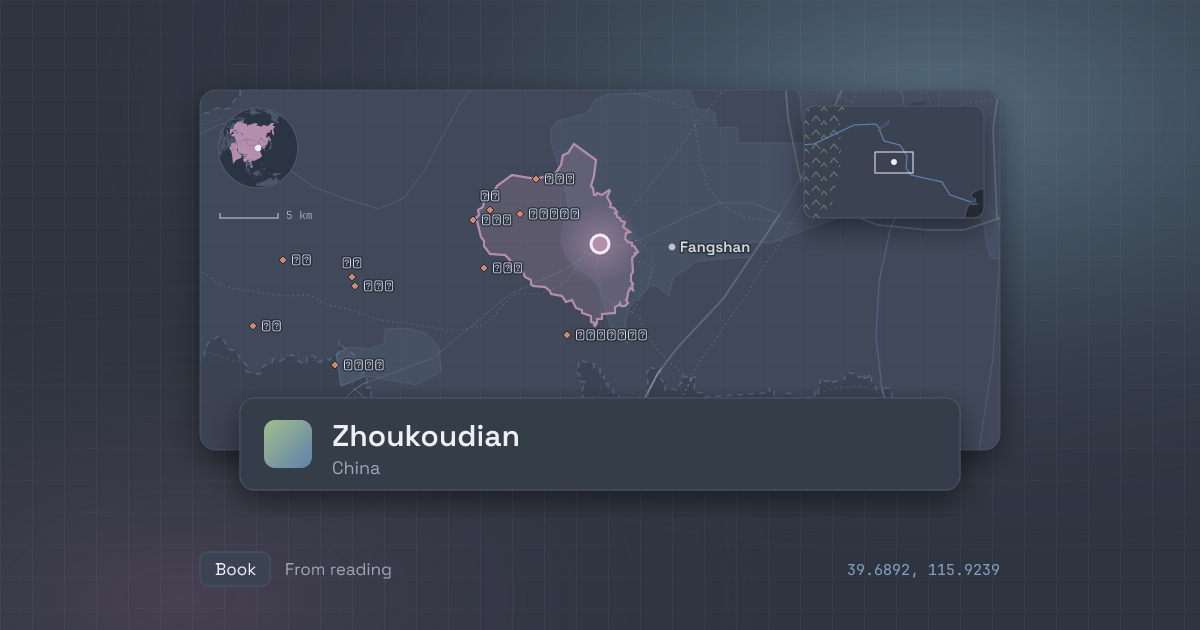 5 km
Fangshan
Zhoukoudian
China
Book
From reading
39.6892, 115.9239